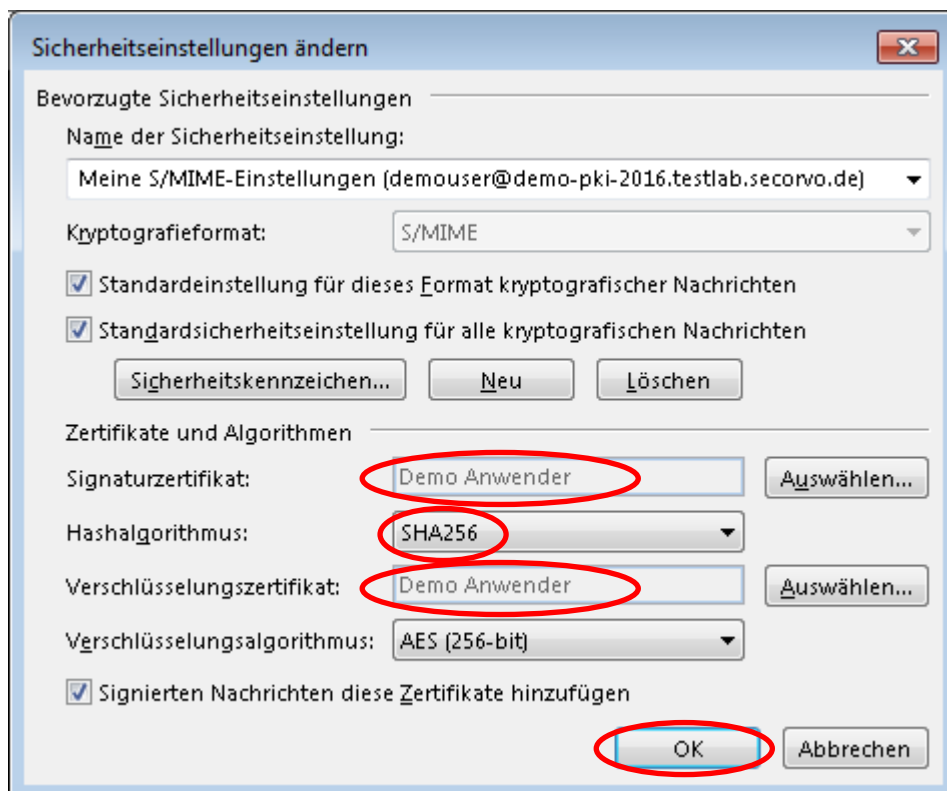 Sicherheitseinstellungen ändern
Bevorzugte Sicherheitseinstellungen
Name der Sicherheitseinstellung:
Meine S/MIME-Einstellungen (demouser@demo-pki-2016.testlab.secorvo.de)
Kryptografieformat: S/MIME
Standardeinstellung für dieses Format kryptografischer Nachrichten
Standardsicherheitseinstellung für alle kryptografischen Nachrichten
Sicherheitskennzeichen... Neu Löschen
Zertifikate und Algorithmen
Signaturzertifikat: Demo Anwender Auswählen...
Hashalgorithmus: SHA256
Verschlüsselungszertifikat: Demo Anwender Auswählen...
Verschlüsselungsalgorithmus: AES (256-bit)
Signierten Nachrichten diese Zertifikate hinzufügen
OK Abbrechen